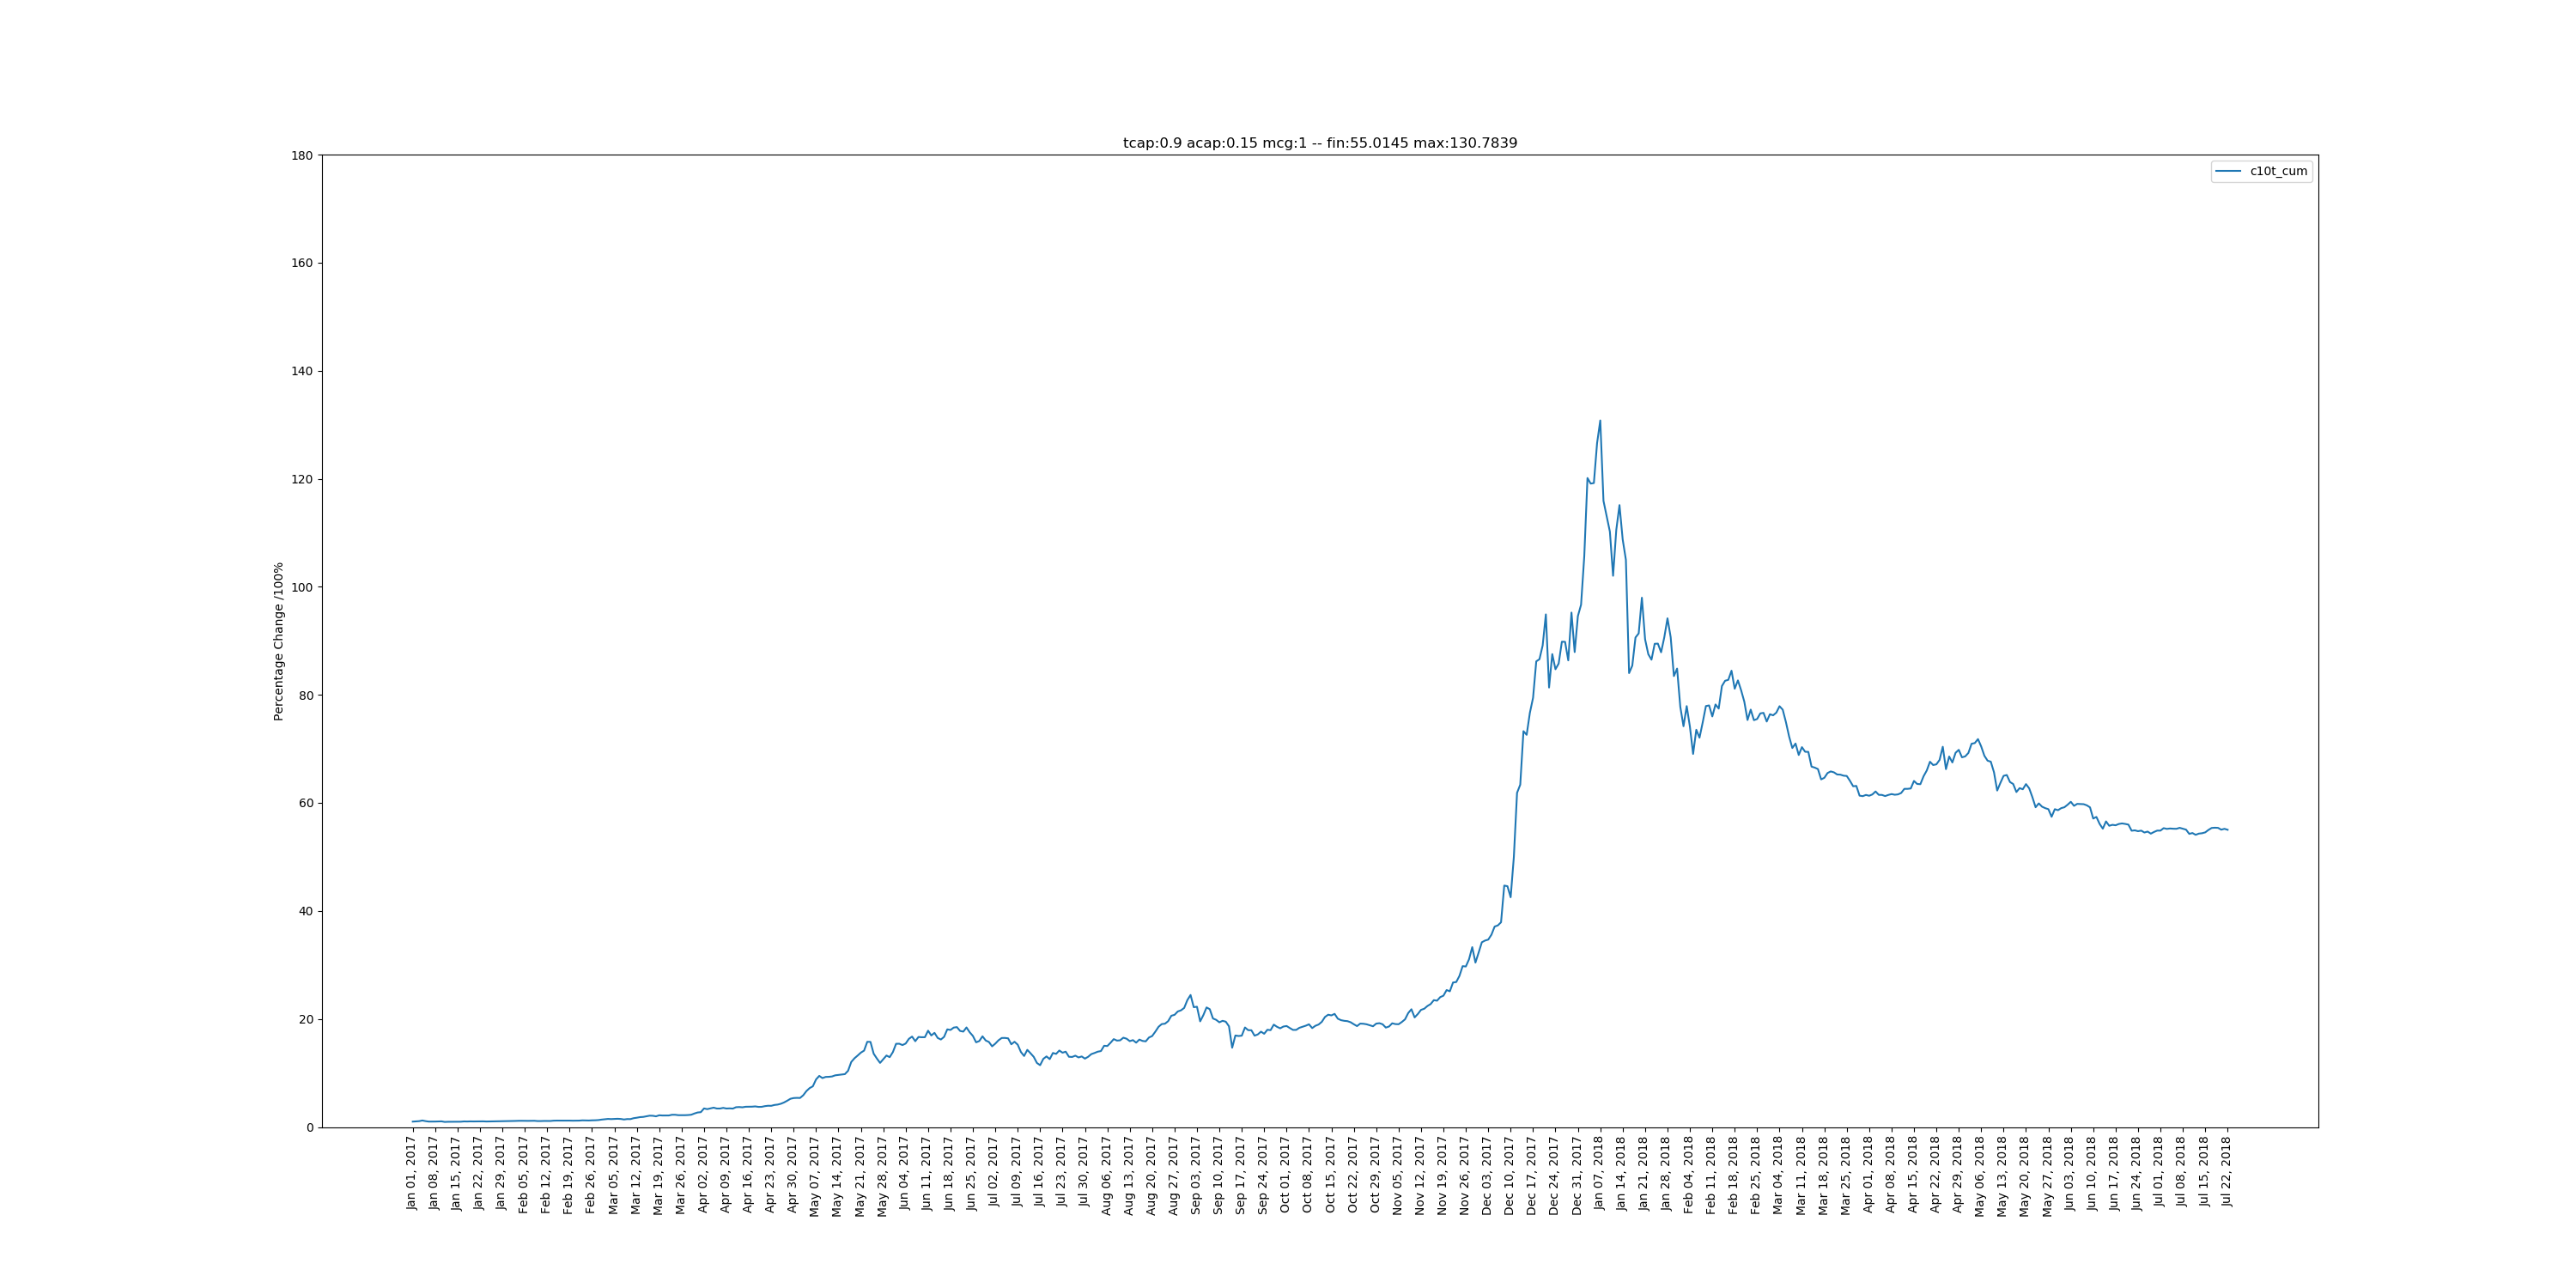 tcap:0.9 acap:0.15 mcg:1 -- fin:55.0145 max:130.7839
c10t_cum
Percentage Change /100%
180
160
140
120
100
80
60
40
20
0
Jan 01, 2017
Jan 08, 2017
Jan 15, 2017
Jan 22, 2017
Jan 29, 2017
Feb 05, 2017
Feb 12, 2017
Feb 19, 2017
Feb 26, 2017
Mar 05, 2017
Mar 12, 2017
Mar 19, 2017
Mar 26, 2017
Apr 02, 2017
Apr 09, 2017
Apr 16, 2017
Apr 23, 2017
Apr 30, 2017
May 07, 2017
May 14, 2017
May 21, 2017
May 28, 2017
Jun 04, 2017
Jun 11, 2017
Jun 18, 2017
Jun 25, 2017
Jul 02, 2017
Jul 09, 2017
Jul 16, 2017
Jul 23, 2017
Jul 30, 2017
Aug 06, 2017
Aug 13, 2017
Aug 20, 2017
Aug 27, 2017
Sep 03, 2017
Sep 10, 2017
Sep 17, 2017
Sep 24, 2017
Oct 01, 2017
Oct 08, 2017
Oct 15, 2017
Oct 22, 2017
Oct 29, 2017
Nov 05, 2017
Nov 12, 2017
Nov 19, 2017
Nov 26, 2017
Dec 03, 2017
Dec 10, 2017
Dec 17, 2017
Dec 24, 2017
Dec 31, 2017
Jan 07, 2018
Jan 14, 2018
Jan 21, 2018
Jan 28, 2018
Feb 04, 2018
Feb 11, 2018
Feb 18, 2018
Feb 25, 2018
Mar 04, 2018
Mar 11, 2018
Mar 18, 2018
Mar 25, 2018
Apr 01, 2018
Apr 08, 2018
Apr 15, 2018
Apr 22, 2018
Apr 29, 2018
May 06, 2018
May 13, 2018
May 20, 2018
May 27, 2018
Jun 03, 2018
Jun 10, 2018
Jun 17, 2018
Jun 24, 2018
Jul 01, 2018
Jul 08, 2018
Jul 15, 2018
Jul 22, 2018